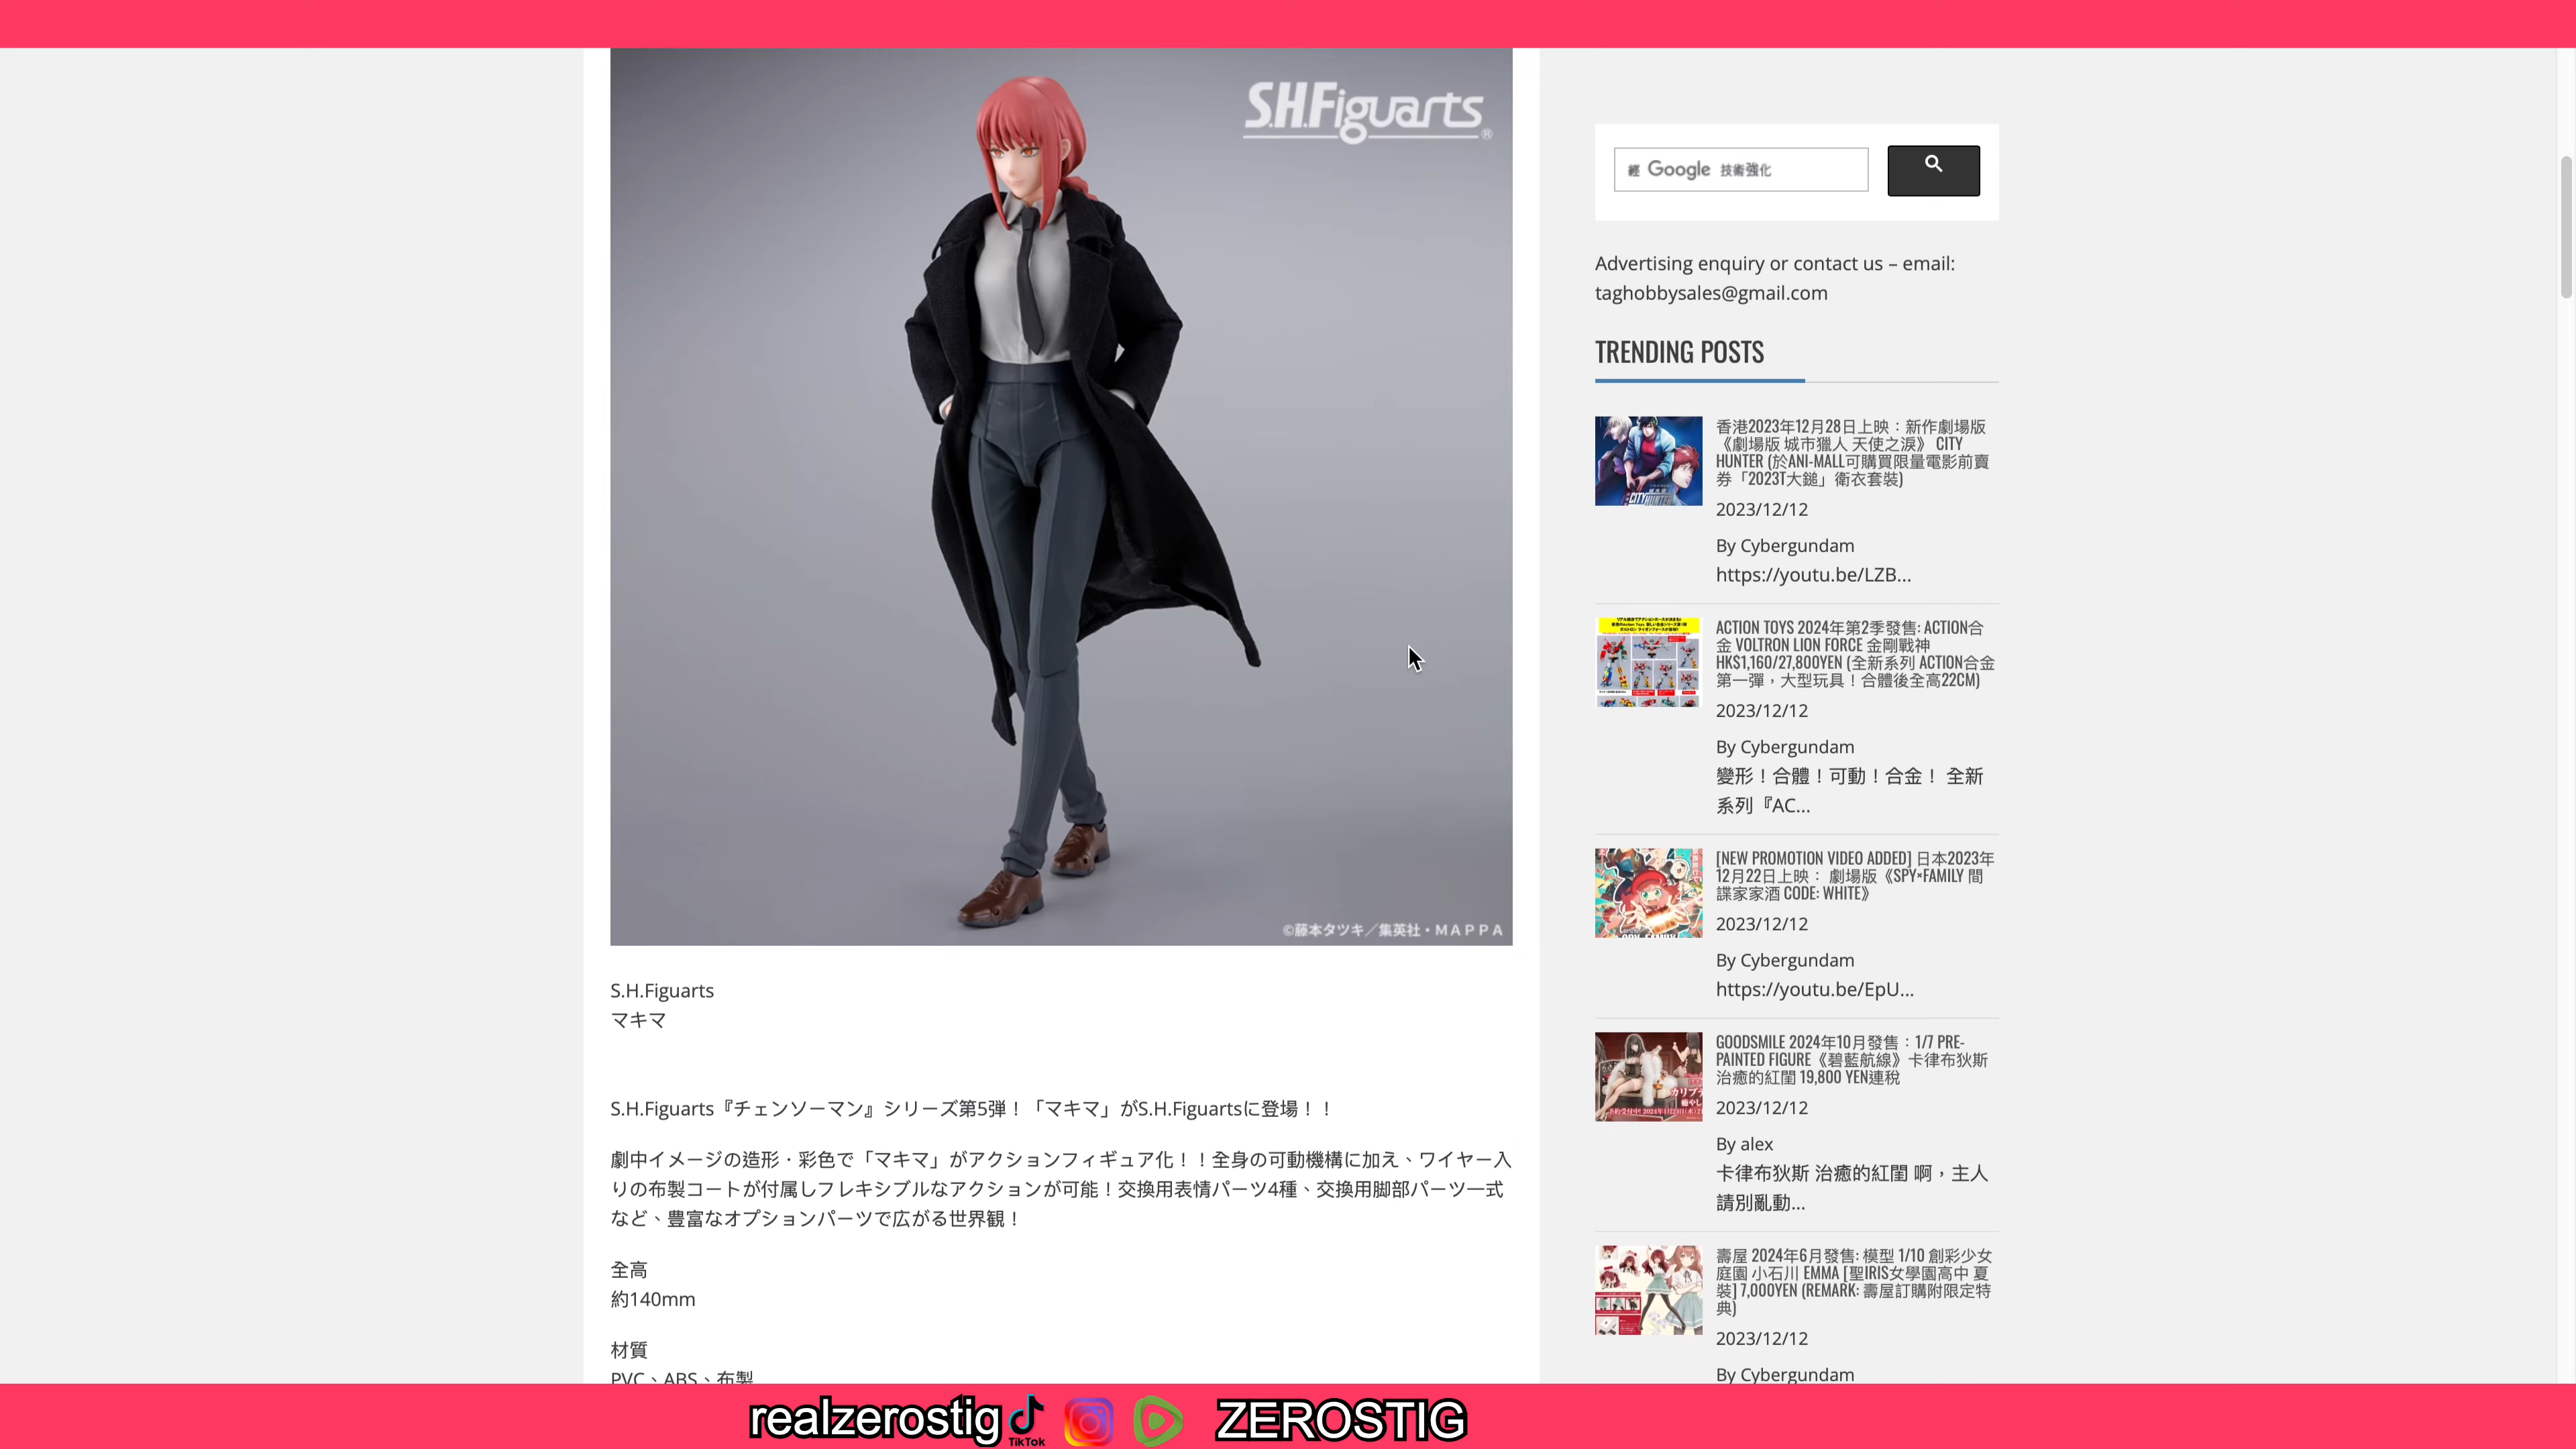 S.H.Figuarts®
©藤本タツキ／集英社・MAPPA
S.H.Figuarts
マキマ
S.H.Figuarts『チェンソーマン』シリーズ第5弾！「マキマ」がS.H.Figuartsに登場！！
劇中イメージの造形・彩色で「マキマ」がアクションフィギュア化！！全身の可動機構に加え、ワイヤー入
りの布製コートが付属しフレキシブルなアクションが可能！交換用表情パーツ4種、交換用脚部パーツ一式
など、豊富なオプションパーツで広がる世界観！
全高
約140mm
材質
PVC、ABS、布製
經 Google 技術強化
Advertising enquiry or contact us – email:
taghobbysales@gmail.com
TRENDING POSTS
香港2023年12月28日上映：新作劇場版
《劇場版 城市獵人 天使之淚》 CITY
HUNTER (於ANI-MALL可購買限量電影前賣
券「2023T大鎚」衛衣套裝)
2023/12/12
By Cybergundam
https://youtu.be/LZB...
ACTION TOYS 2024年第2季發售: ACTION合
金 VOLTRON LION FORCE 金剛戰神
HK$1,160/27,800YEN (全新系列 ACTION合金
第一彈，大型玩具！合體後全高22CM)
2023/12/12
By Cybergundam
變形！合體！可動！合金！ 全新
系列『AC...
[NEW PROMOTION VIDEO ADDED] 日本2023年
12月22日上映： 劇場版《SPY×FAMILY 間
諜家家酒 CODE: WHITE》
2023/12/12
By Cybergundam
https://youtu.be/EpU...
GOODSMILE 2024年10月發售：1/7 PRE-
PAINTED FIGURE《碧藍航線》卡律布狄斯
治癒的紅闈 19,800 YEN連稅
2023/12/12
By alex
卡律布狄斯 治癒的紅闈 啊，主人
請別亂動...
壽屋 2024年6月發售: 模型 1/10 創彩少女
庭園 小石川 EMMA [聖IRIS女學園高中 夏
裝] 7,000YEN (REMARK: 壽屋訂購附限定特
典)
2023/12/12
By Cybergundam
realzerostig
TikTok
ZEROSTIG